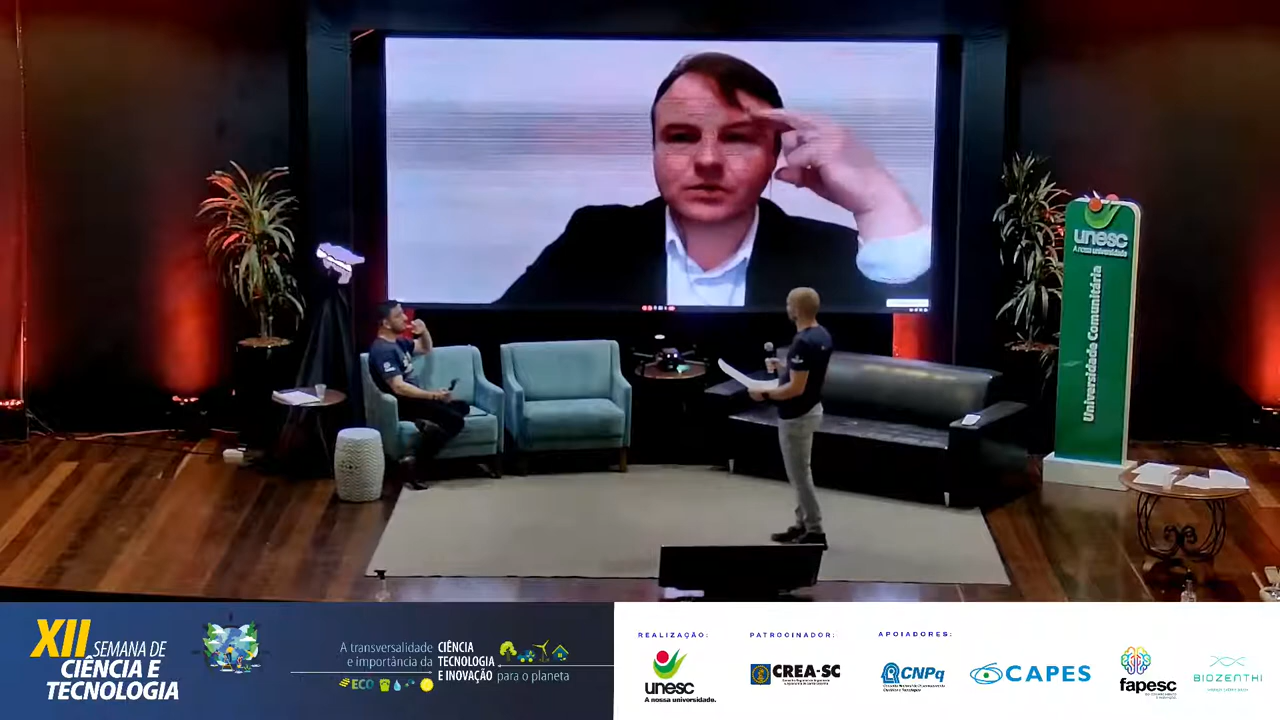 unesc
A nossa universidade
Universidade Comunitária
XII SEMANA DE
CIÊNCIA E
TECNOLOGIA
A transversalidade
e importância da
CIÊNCIA
TECNOLOGIA
E INOVAÇÃO para o planeta
ECO
REALIZAÇÃO:
unesc
A nossa universidade.
PATROCINADOR:
CREA-SC
APOIADORES:
CNPq
CAPES
fapesc
BIOZENTHI